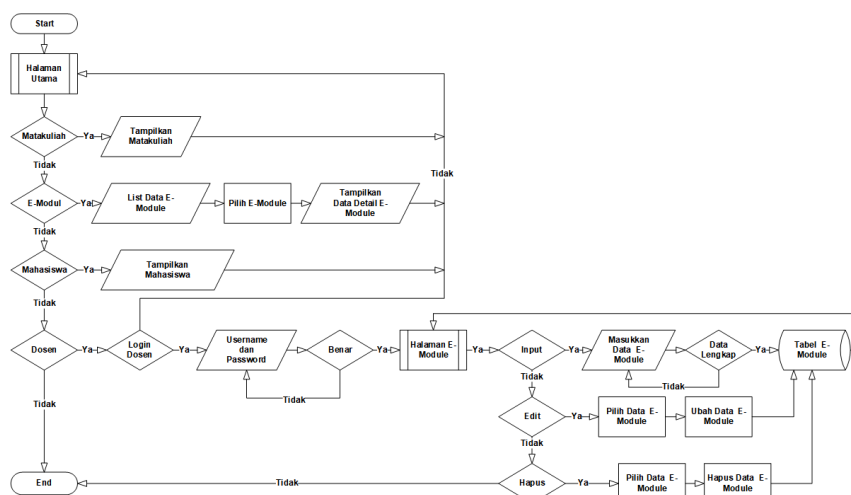 Start
Halaman
Utama
Matakuliah
Ya
Tampilkan
Matakuliah
Tidak
Tidak
E-Modul
Ya
List Data E-
Module
Pilih E-Module
Tampilkan
Data Detail E-
Module
Tidak
Mahasiswa
Ya
Tampilkan
Mahasiswa
Tidak
Dosen
Ya
Login
Dosen
Ya
Username
dan
Password
Benar
Ya
Tidak
Halaman E-
Module
Ya
Input
Ya
Masukkan
Data E-
Module
Data
Lengkap
Ya
Tabel E-
Module
Tidak
Tidak
Tidak
Edit
Ya
Pilih Data E-
Module
Ubah Data E-
Module
Tidak
End
Tidak
Hapus
Ya
Pilih Data E-
Module
Hapus Data E-
Module